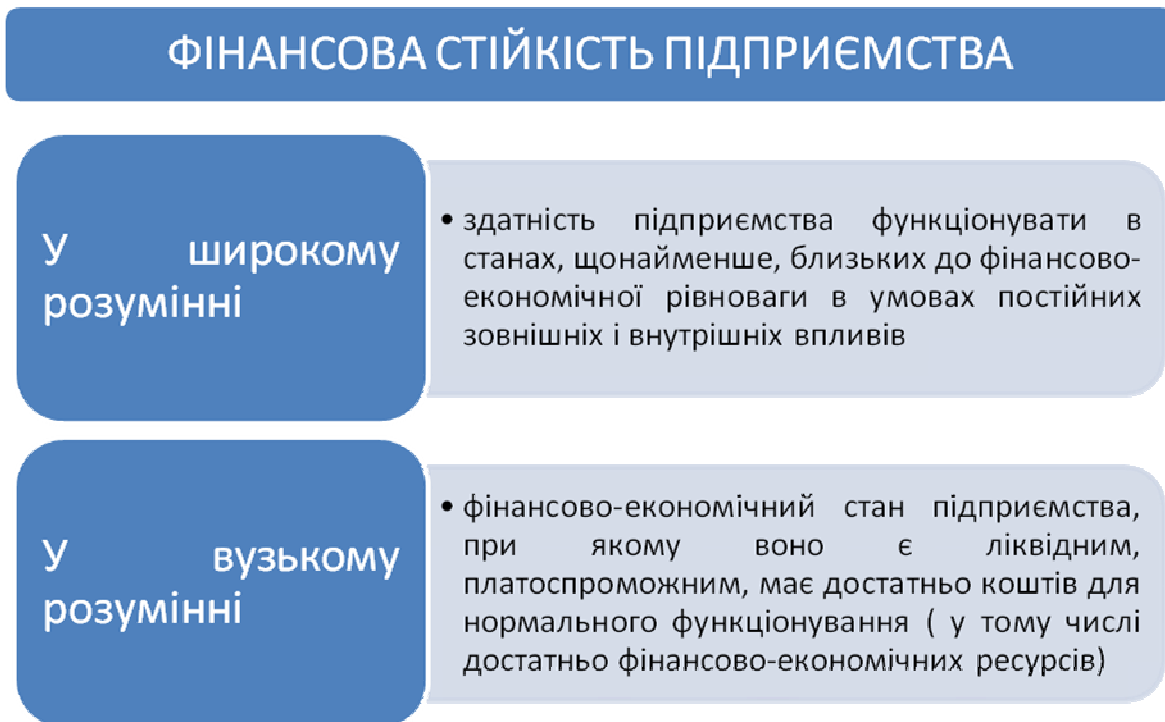 ФІНАНСОВА СТІЙКІСТЬ ПІДПРИЄМСТВА
У широкому
розумінні
• здатність підприємства функціонувати в
станах, щонайменше, близьких до фінансово-
економічної рівноваги в умовах постійних
зовнішніх і внутрішніх впливів
У вузькому
розумінні
• фінансово-економічний стан підприємства,
при якому воно є ліквідним,
платоспроможним, має достатньо коштів для
нормального функціонування ( у тому числі
достатньо фінансово-економічних ресурсів)